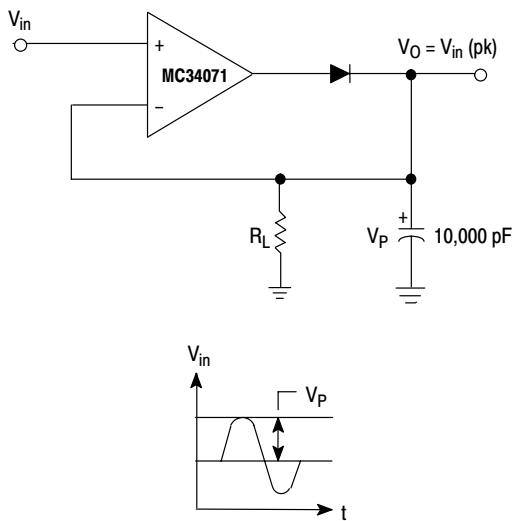 Vin
VO = Vin (pk)
+
MC34071
−
+
RL
VP
10,000 pF
Vin
VP
t